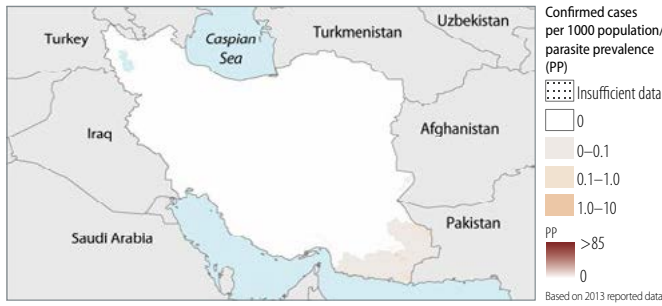 Uzbekistan
Turkey
Caspian
Sea
Turkmenistan
Iraq
Afghanistan
Saudi Arabia
Pakistan
Confirmed cases
per 1000 population/
parasite prevalence
(PP)
Insufficient data
0
0–0.1
0.1–1.0
1.0–10
PP
>85
0
Based on 2013 reported data